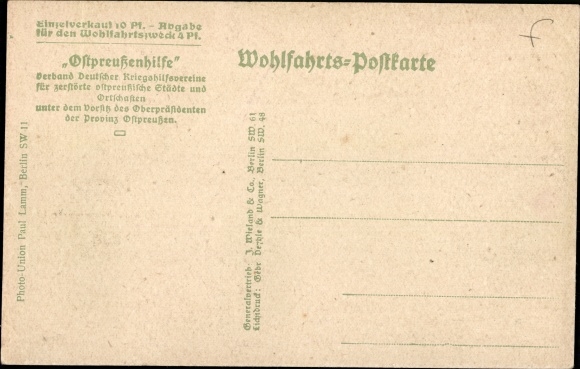 Einzelverkauf 10 Pf. - Abgabe
für den Wohlfahrtszweck 4 Pf.
„Ostpreußenhilfe"
Verband Deutscher Kriegshilfsvereine
für zerstörte ostpreußische Städte und
Ortschaften
unter dem Vorsitz des Oberpräsidenten
der Provinz Ostpreußen.
Wohlfahrts=Postkarte
Photo-Union Paul Lamm, Berlin SW. 11
Generalvertrieb: J. Wieland & Co., Berlin SW. 61
Lichtdruck: Gebr. & Wagner, Berlin SW. 48